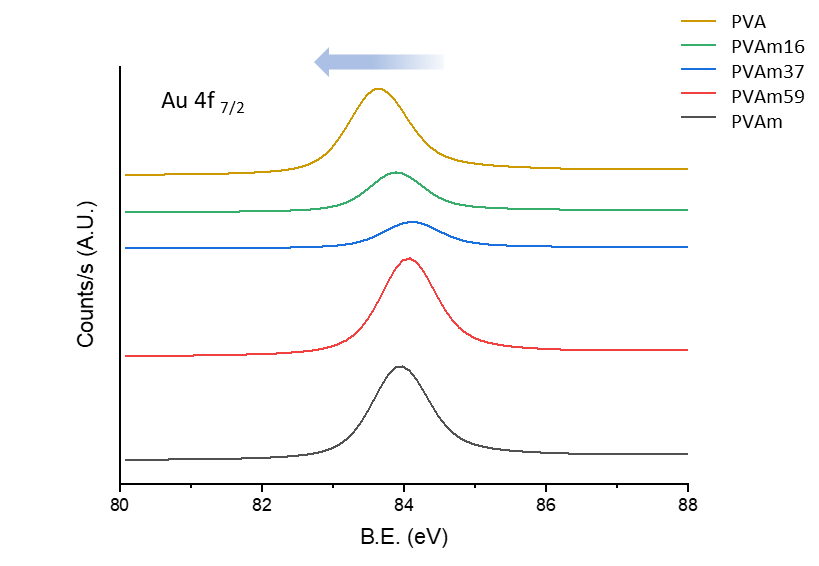 PVA
PVAm16
PVAm37
PVAm59
PVAm
Au 4f 7/2
Counts/s (A.U.)
80 82 84 86 88
B.E. (eV)